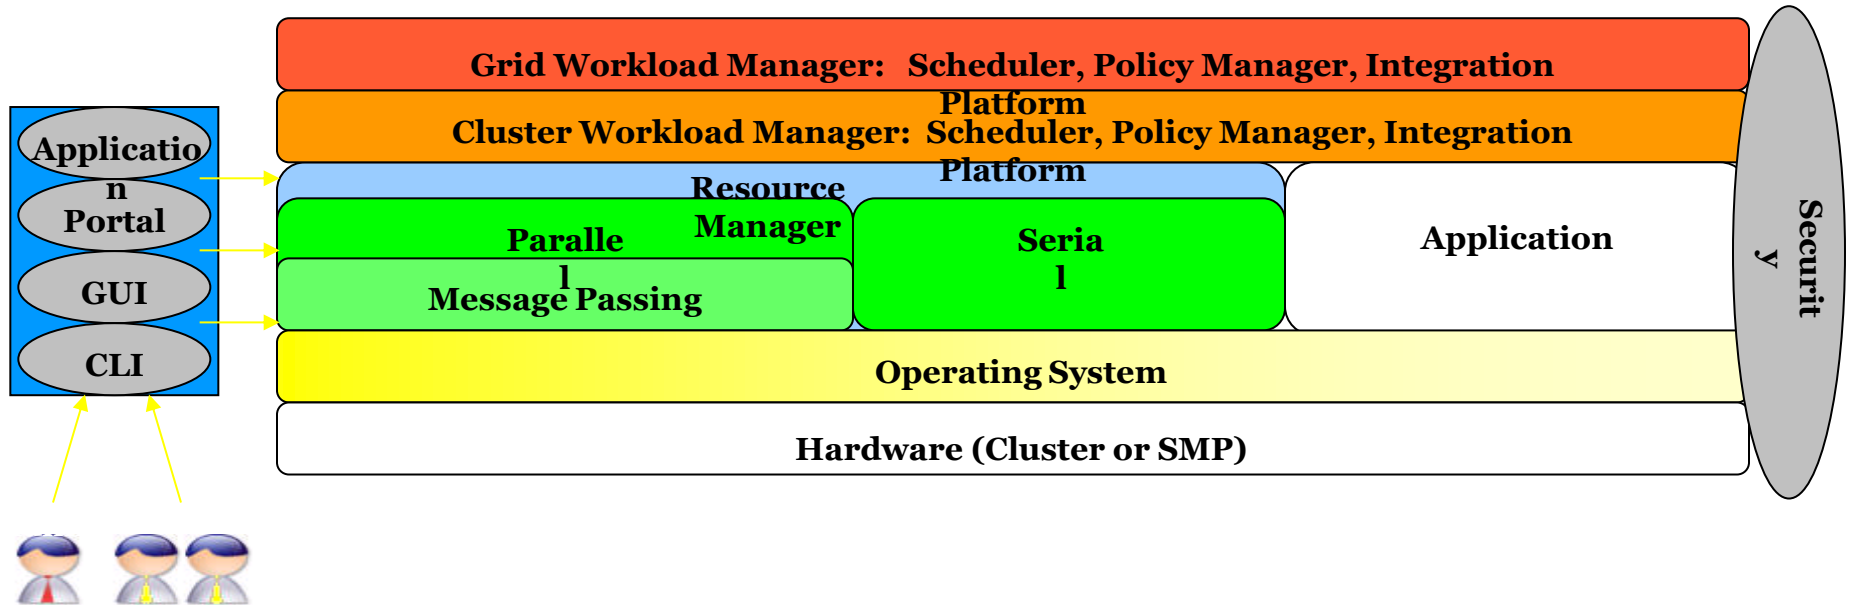 Grid Workload Manager: Scheduler, Policy Manager, Integration
Platform
Cluster Workload Manager: Scheduler, Policy Manager, Integration
Platform
Applicatio
n
Portal
GUI
CLI
Resource
Manager
Paralle
l
Message Passing
Seria
l
Application
Operating System
Hardware (Cluster or SMP)
Securit
y